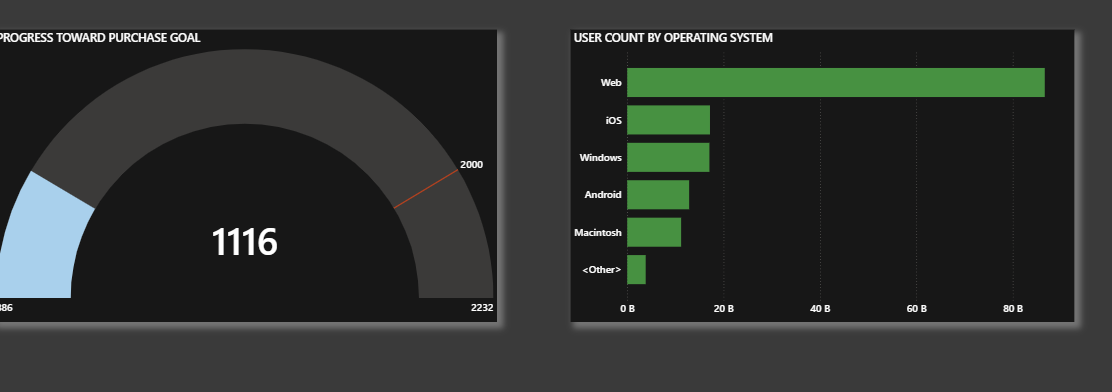 PROGRESS TOWARD PURCHASE GOAL
2000
1116
2232
USER COUNT BY OPERATING SYSTEM
Web
iOS
Windows
Android
Macintosh
<Other>
0 B
20 B
40 B
60 B
80 B